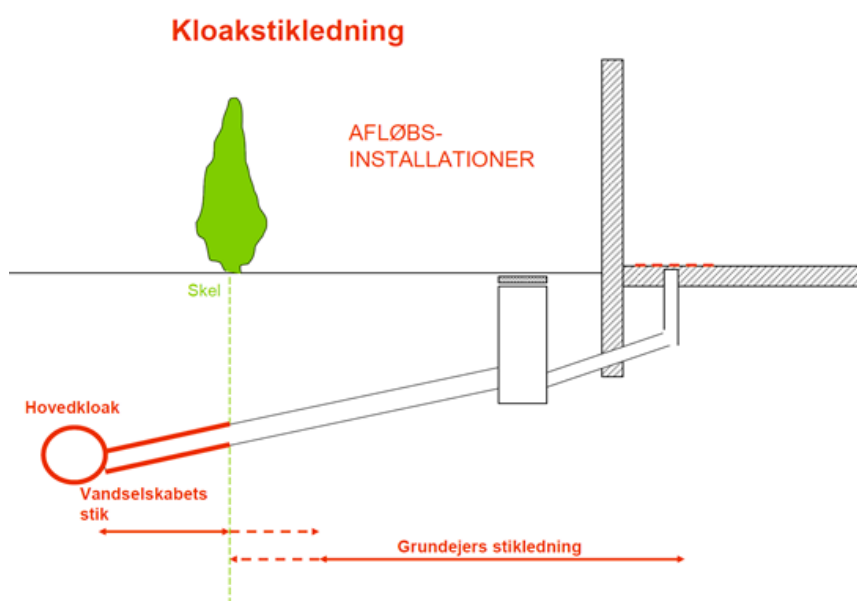 Kloakstikledning
AFLØBS-
INSTALLATIONER
Skel
Hovedkloak
Vandselskabets
stik
Grundejers stikledning